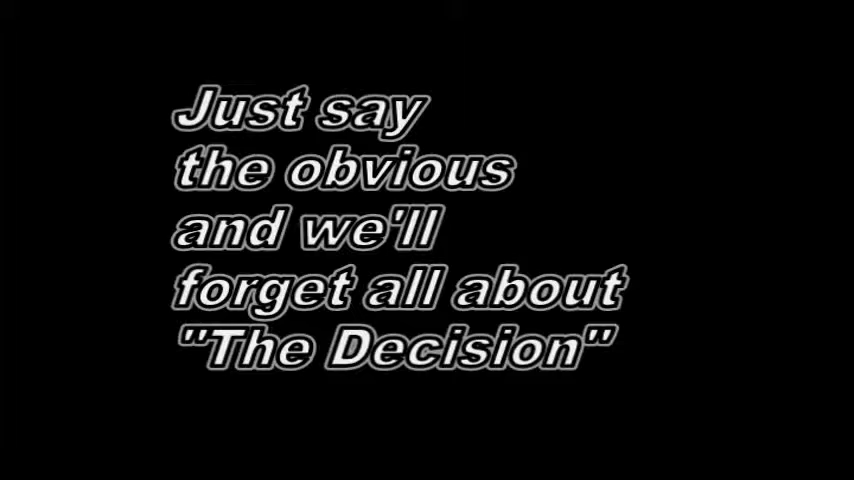 Just say
the obvious
and we'll
forget all about
"The Decision"